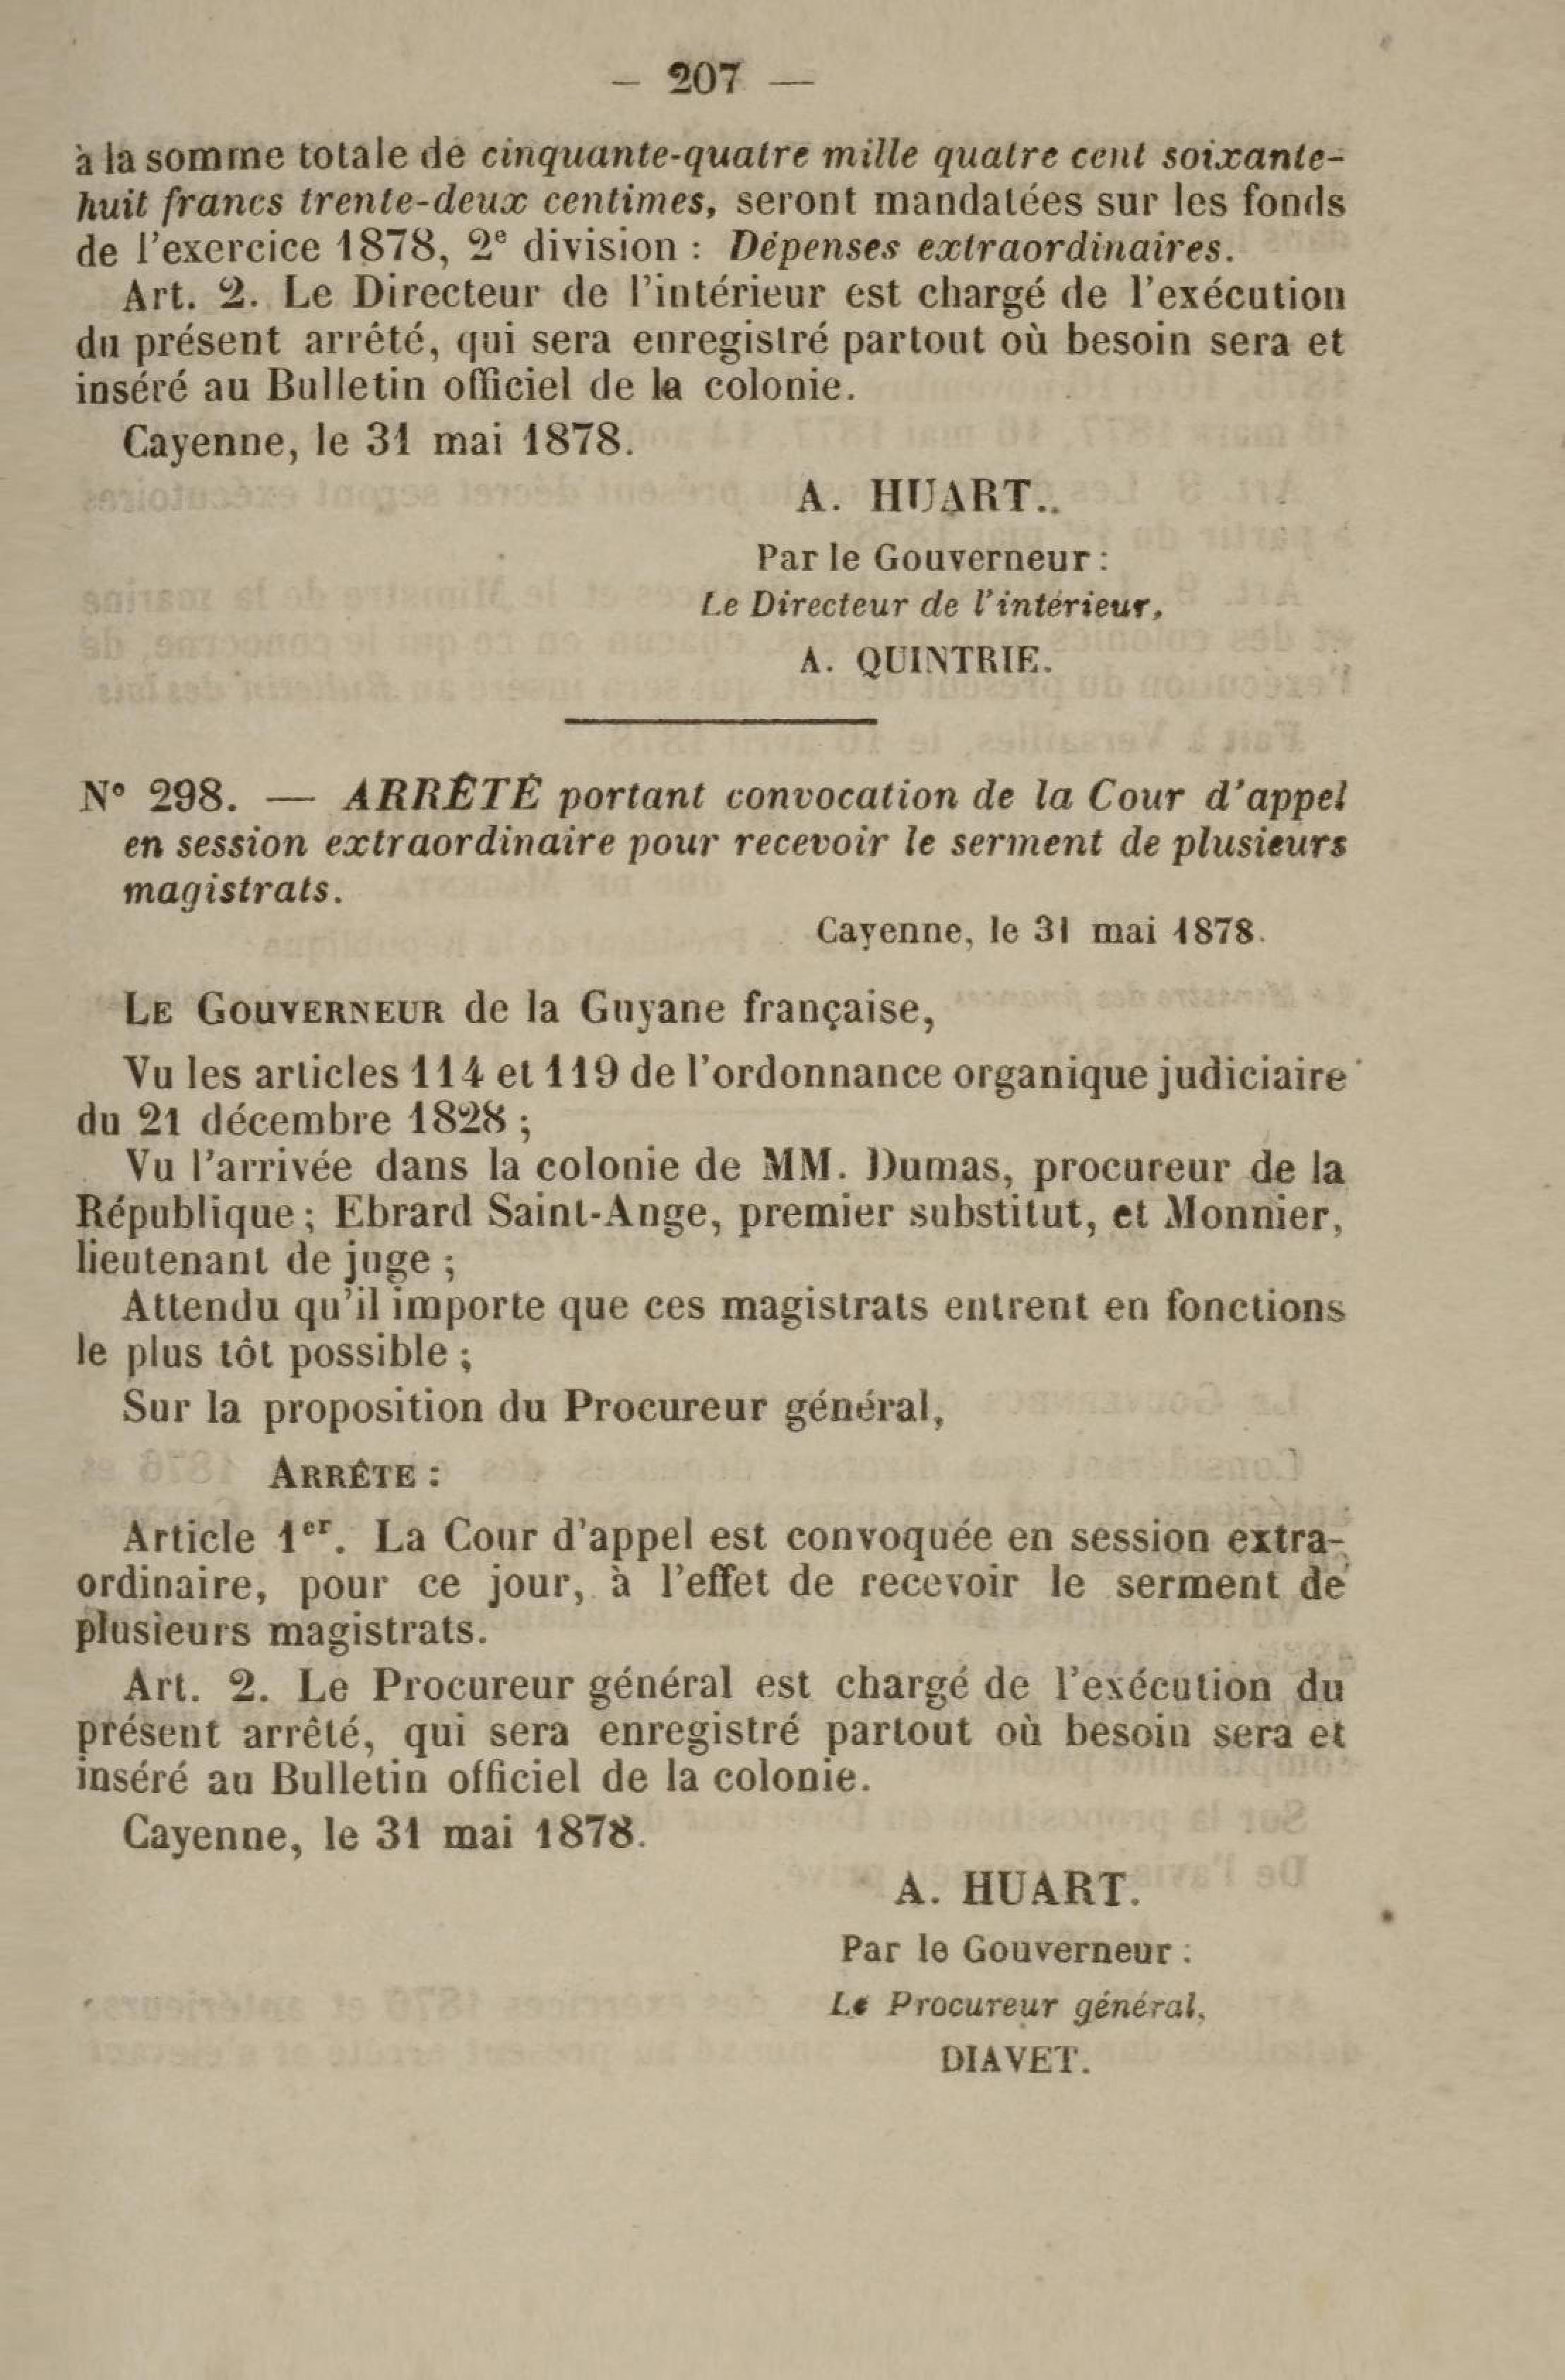 — 207 —
à la somme totale de cinquante-quatre mille quatre cent soixante-
huit francs trente-deux centimes, seront mandatées sur les fonds
de l'exercice 1878, 2e division : Dépenses extraordinaires.
Art. 2. Le Directeur de l'intérieur est chargé de l'exécution
du présent arrêté, qui sera enregistré partout où besoin sera et
inséré au Bulletin officiel de la colonie.
Cayenne, le 31 mai 1878.
A. HUART..
Par le Gouverneur :
Le Directeur de l'intérieur,
A. QUINTRIE.
N° 298. — ARRÊTÉ portant convocation de la Cour d'appel
en session extraordinaire pour recevoir le serment de plusieurs
magistrats.
Cayenne, le 31 mai 1878.
LE GOUVERNEUR de la Guyane française,
Vu les articles 114 et 119 de l'ordonnance organique judiciaire
du 21 décembre 1828 ;
Vu l'arrivée dans la colonie de MM. Dumas, procureur de la
République ; Ebrard Saint-Ange, premier substitut, et Monnier,
lieutenant de juge ;
Attendu qu'il importe que ces magistrats entrent en fonctions
le plus tôt possible ;
Sur la proposition du Procureur général,
ARRÊTE :
Article 1er. La Cour d'appel est convoquée en session extra-
ordinaire, pour ce jour, à l'effet de recevoir le serment de
plusieurs magistrats.
Art. 2. Le Procureur général est chargé de l'exécution du
présent arrêté, qui sera enregistré partout où besoin sera et
inséré au Bulletin officiel de la colonie.
Cayenne, le 31 mai 1878.
A. HUART.
Par le Gouverneur :
Le Procureur général,
DIAVET.